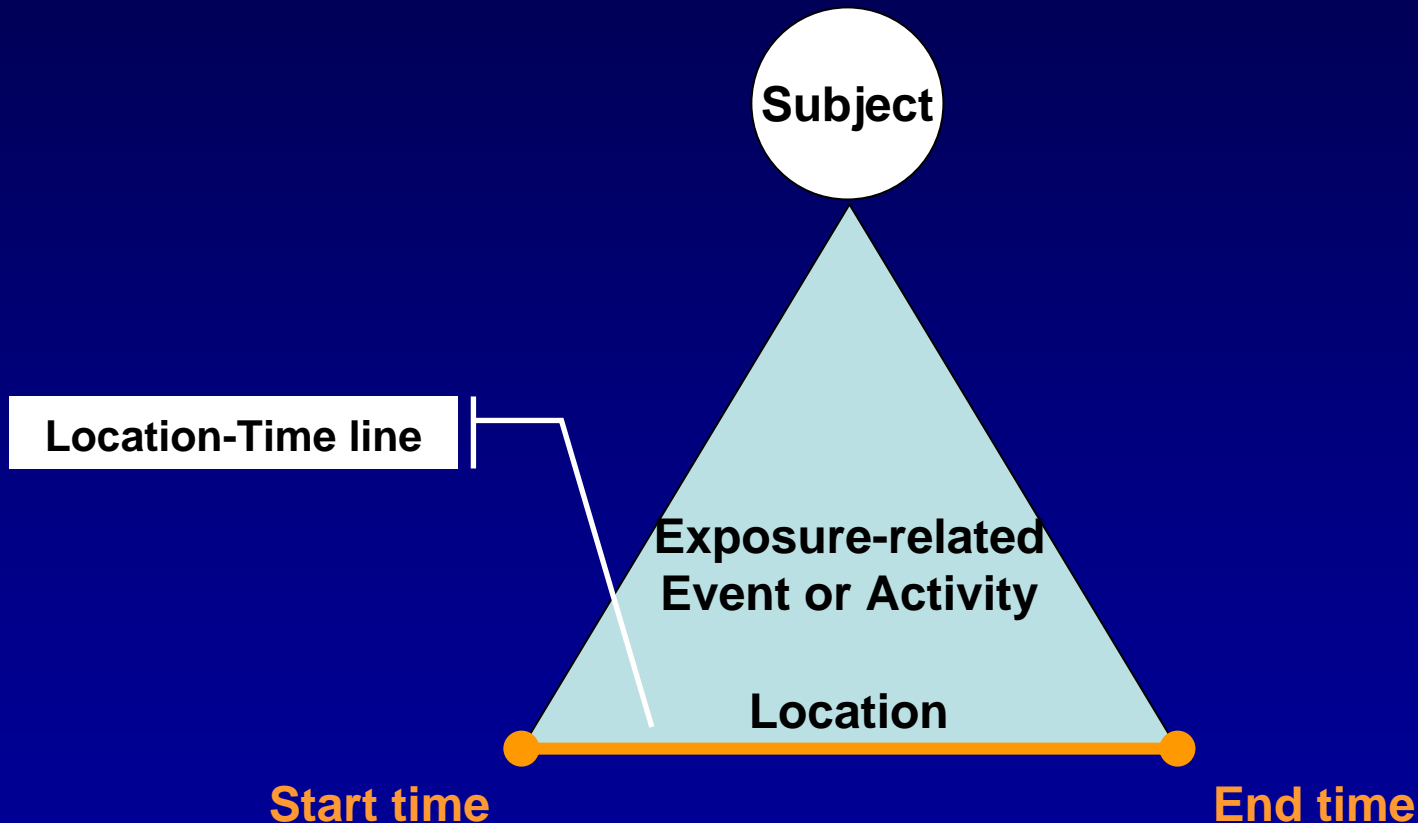 Subject
Location-Time line
Exposure-related
Event or Activity
Location
Start time
End time